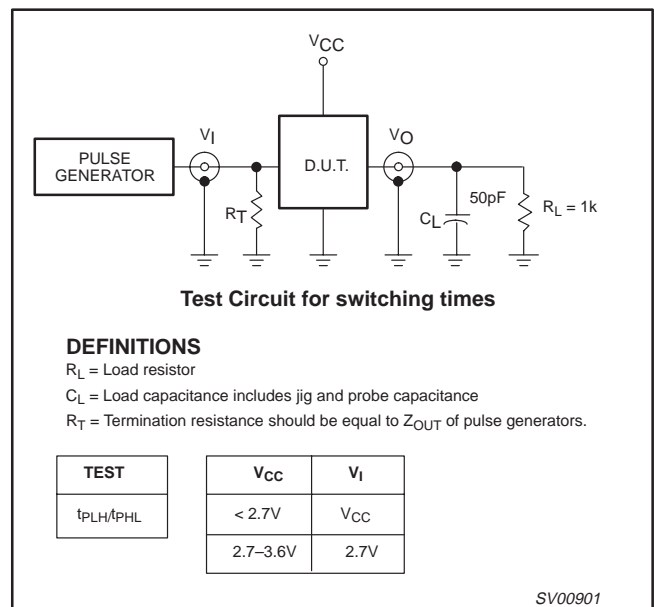 VCC
VI
VO
PULSE
GENERATOR
D.U.T.
RT
50pF
CL
RL = 1k
Test Circuit for switching times
DEFINITIONS
RL = Load resistor
CL = Load capacitance includes jig and probe capacitance
RT = Termination resistance should be equal to ZOUT of pulse generators.
TEST
tPLH/tPHL
VCC VI
< 2.7V VCC
2.7–3.6V 2.7V
SV00901